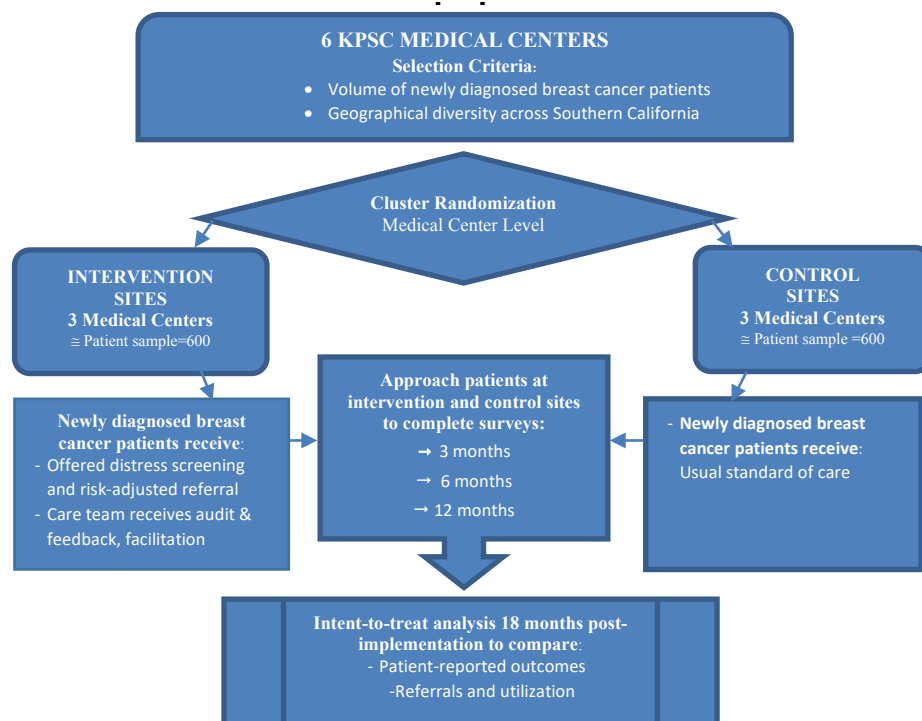 6 KPSC MEDICAL CENTERS
Selection Criteria:
• Volume of newly diagnosed breast cancer patients
• Geographical diversity across Southern California
Cluster Randomization
Medical Center Level
INTERVENTION
SITES
3 Medical Centers
≅ Patient sample=600
CONTROL
SITES
3 Medical Centers
≅ Patient sample =600
Newly diagnosed breast
cancer patients receive:
- Offered distress screening
and risk-adjusted referral
- Care team receives audit &
feedback, facilitation
Approach patients at
intervention and control sites
to complete surveys:
→ 3 months
→ 6 months
→ 12 months
- Newly diagnosed breast
cancer patients receive:
Usual standard of care
Intent-to-treat analysis 18 months post-
implementation to compare:
- Patient-reported outcomes
-Referrals and utilization